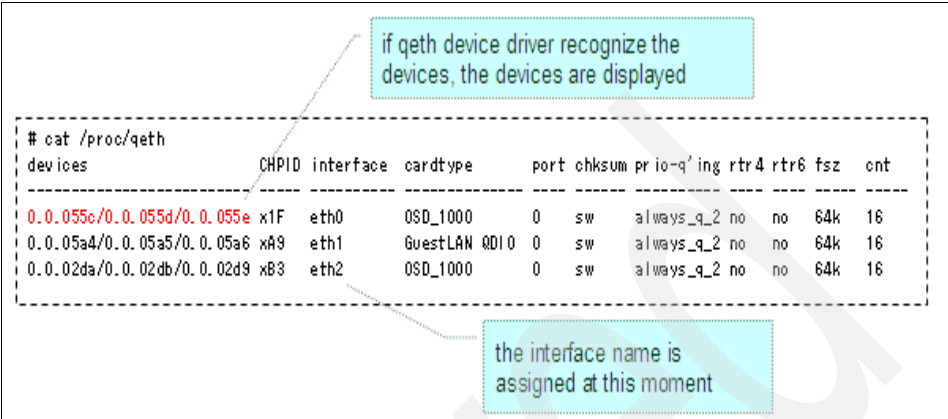 if qeth device driver recognize the
devices, the devices are displayed
# cat /proc/qeth
devices CHPID interface cardtype port chksum prio-q'ing rtr4 rtr6 fsz cnt
-------------------------- ----- ---------- -------------- ---- ------ ---------- ---- ---- ----- -----
0.0.055c/0.0.055d/0.0.055e x1F eth0 OSD_1000 0 sw always_q_2 no no 64k 16
0.0.05a4/0.0.05a5/0.0.05a6 xA9 eth1 GuestLAN QDIO 0 sw always_q_2 no no 64k 16
0.0.02da/0.0.02db/0.0.02d9 xB3 eth2 OSD_1000 0 sw always_q_2 no no 64k 16
the interface name is
assigned at this moment